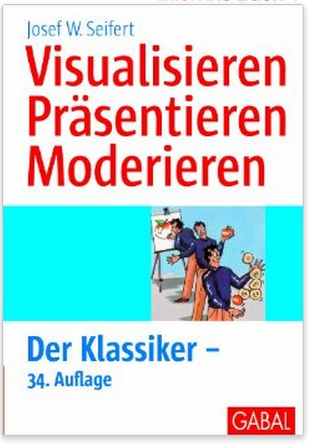 Josef W. Seifert
Visualisieren
Präsentieren
Moderieren
Der Klassiker –
34. Auflage
GABAL